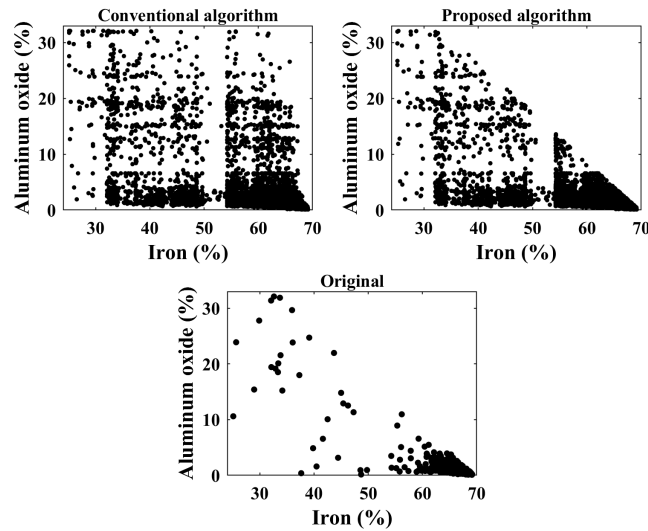 Conventional algorithm
Aluminum oxide (%)
30
20
10
0
30 40 50 60 70
Iron (%)
Proposed algorithm
Aluminum oxide (%)
30
20
10
0
30 40 50 60 70
Iron (%)
Original
Aluminum oxide (%)
30
20
10
0
30 40 50 60 70
Iron (%)